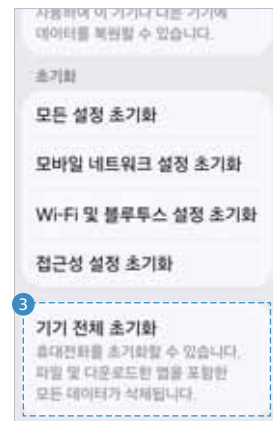 사용하여 이 기기나 다른 기기에
데이터를 복원할 수 있습니다.
초기화
모든 설정 초기화
모바일 네트워크 설정 초기화
Wi-Fi 및 블루투스 설정 초기화
접근성 설정 초기화
3
기기 전체 초기화
휴대전화를 초기화할 수 있습니다.
파일 및 다운로드한 앱을 포함한
모든 데이터가 삭제됩니다.